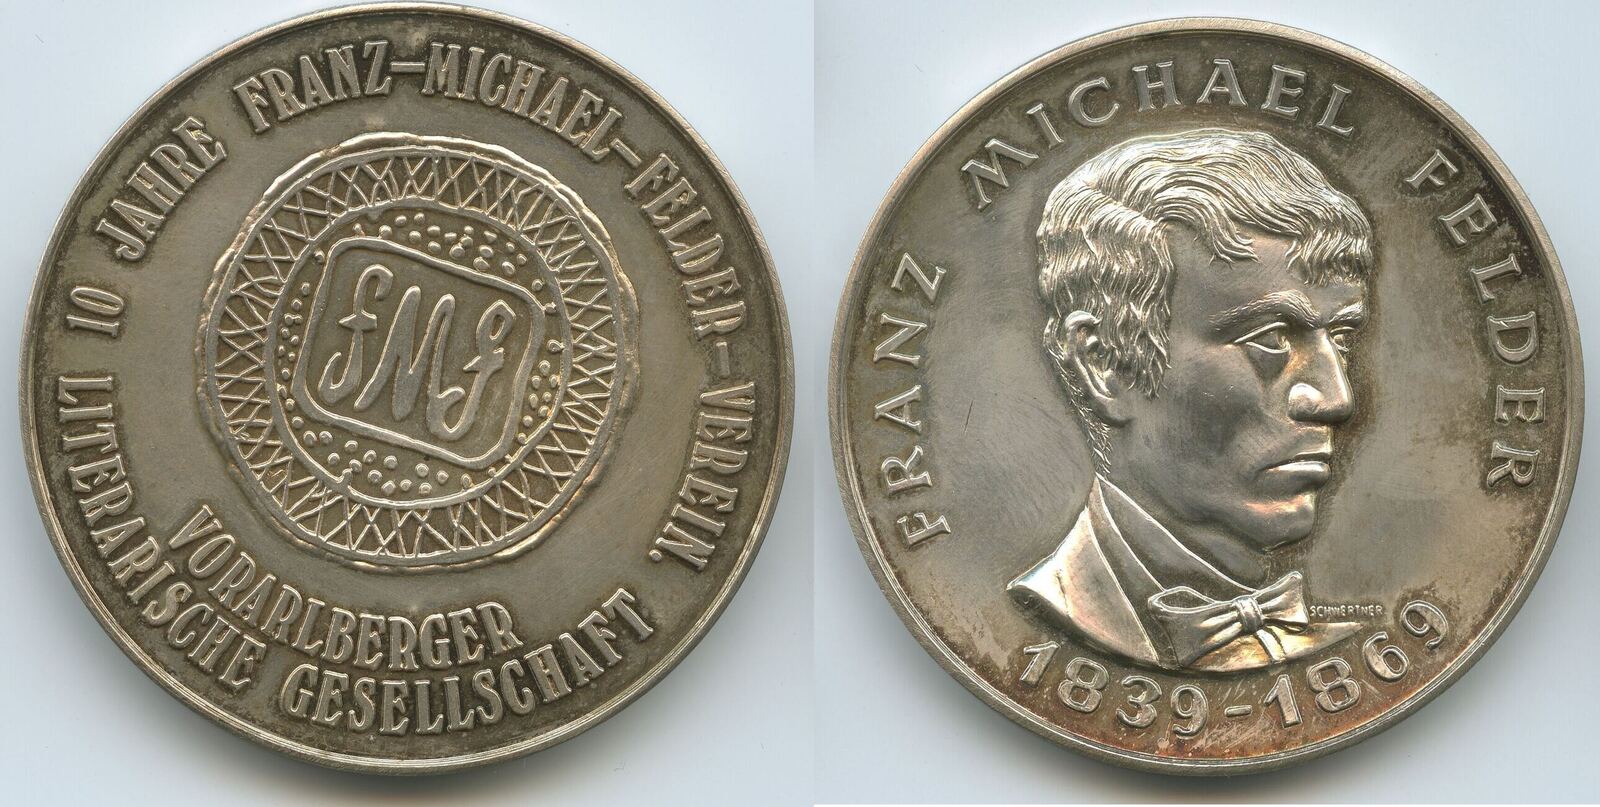 10 JAHRE FRANZ-MICHAEL-FELDER-VEREIN.
VORARLBERGER
LITERARISCHE GESELLSCHAFT
FMF
FRANZ MICHAEL FELDER
SCHWERTNER
1839-1869